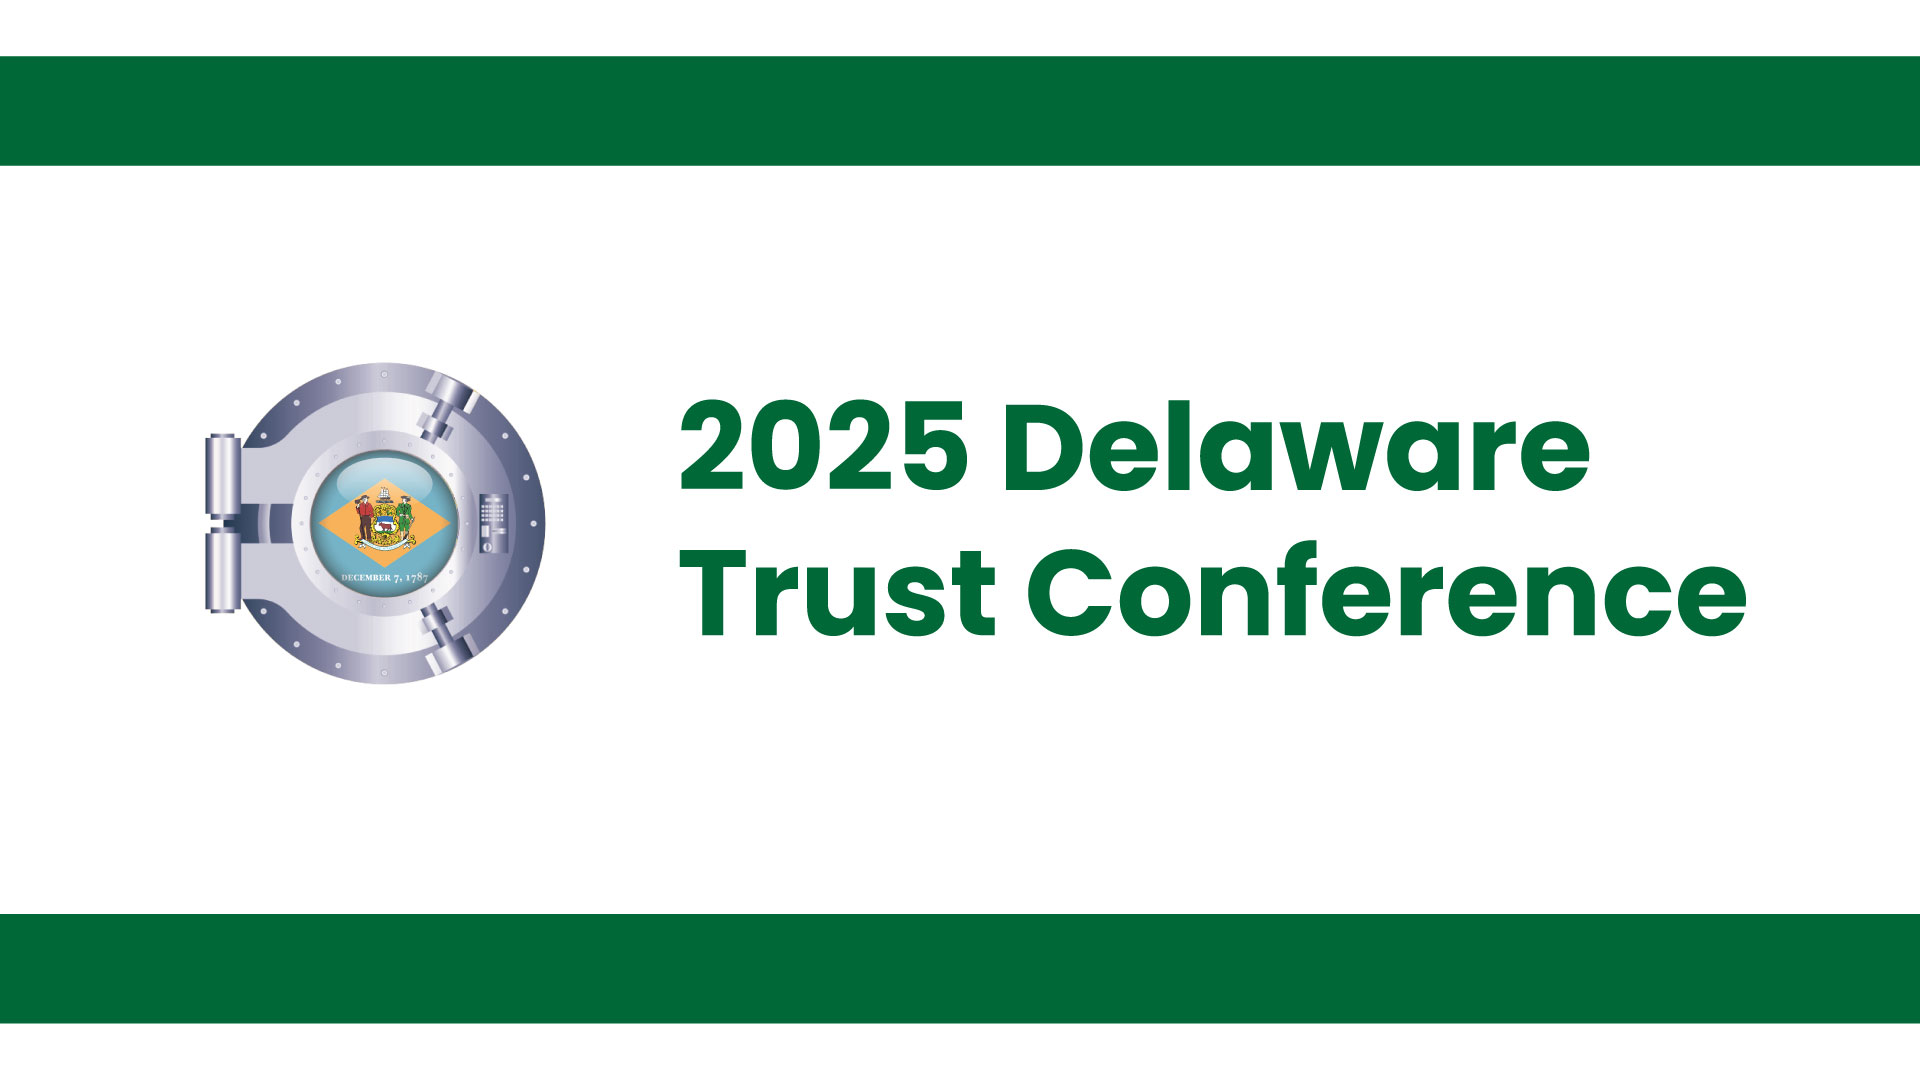 2025 Delaware
Trust Conference
DECEMBER 7, 1787